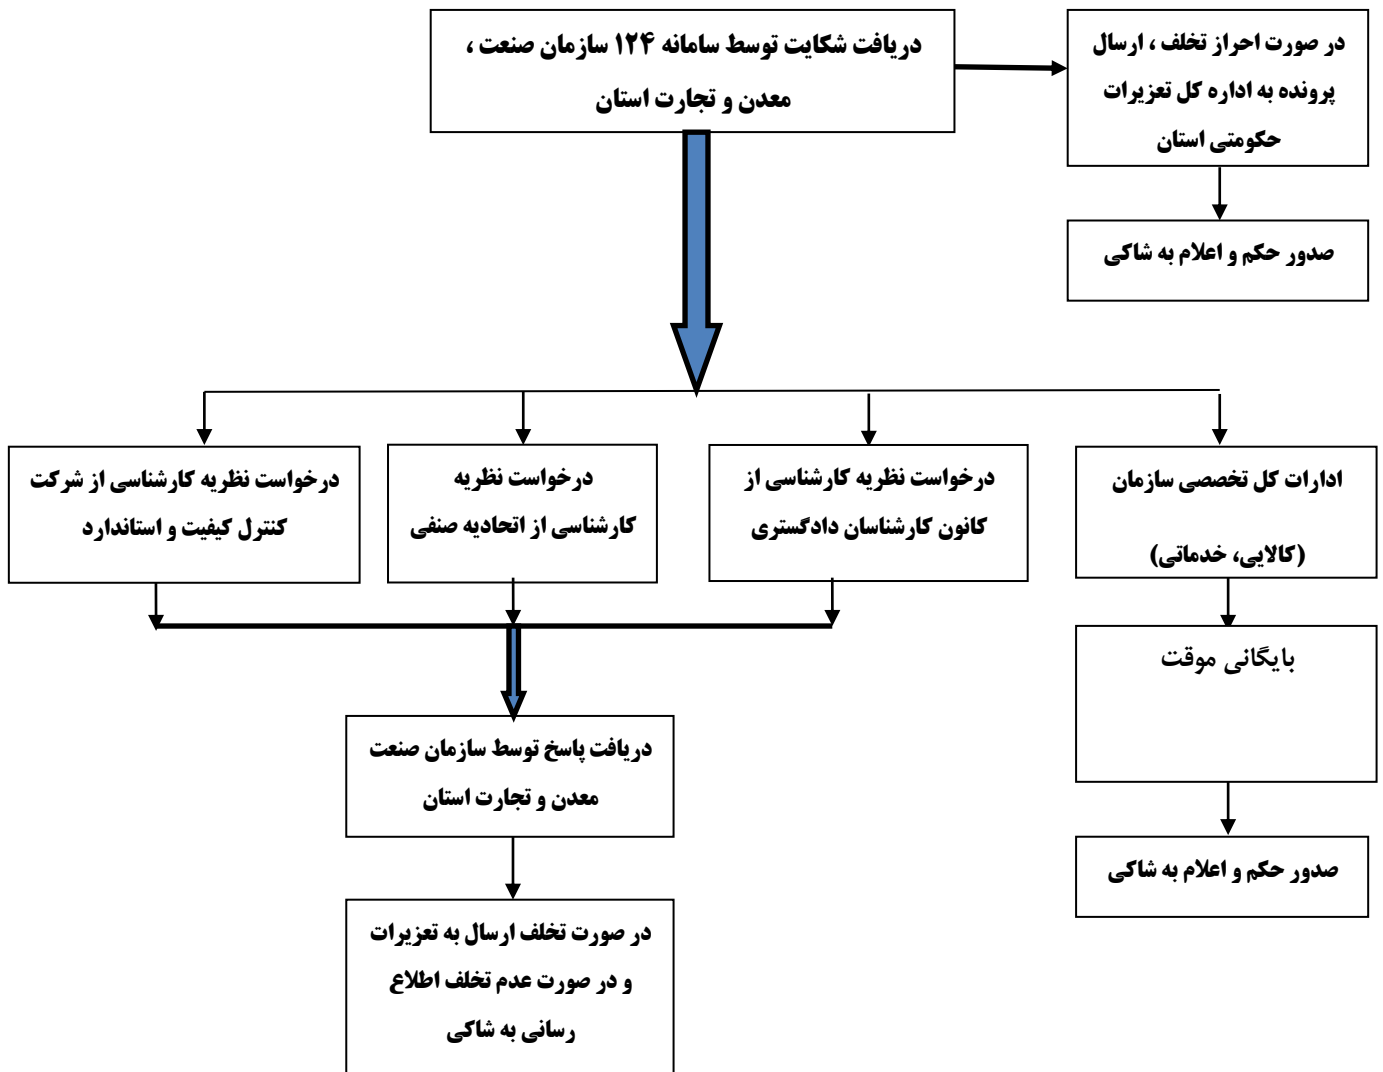 دریافت شکایت توسط سامانه ۱۲۴ سازمان صنعت ،
معدن و تجارت استان
در صورت احراز تخلف ، ارسال
پرونده به اداره کل تعزیرات
حکومتی استان
صدور حکم و اعلام به شاکی
ادارات کل تخصصی سازمان
(کالایی، خدماتی)
درخواست نظریه کارشناسی از
کانون کارشناسان دادگستری
درخواست نظریه
کارشناسی از اتحادیه صنفی
درخواست نظریه کارشناسی از شرکت
کنترل کیفیت و استاندارد
بایگانی موقت
صدور حکم و اعلام به شاکی
دریافت پاسخ توسط سازمان صنعت
معدن و تجارت استان
در صورت تخلف ارسال به تعزیرات
و در صورت عدم تخلف اطلاع
رسانی به شاکی